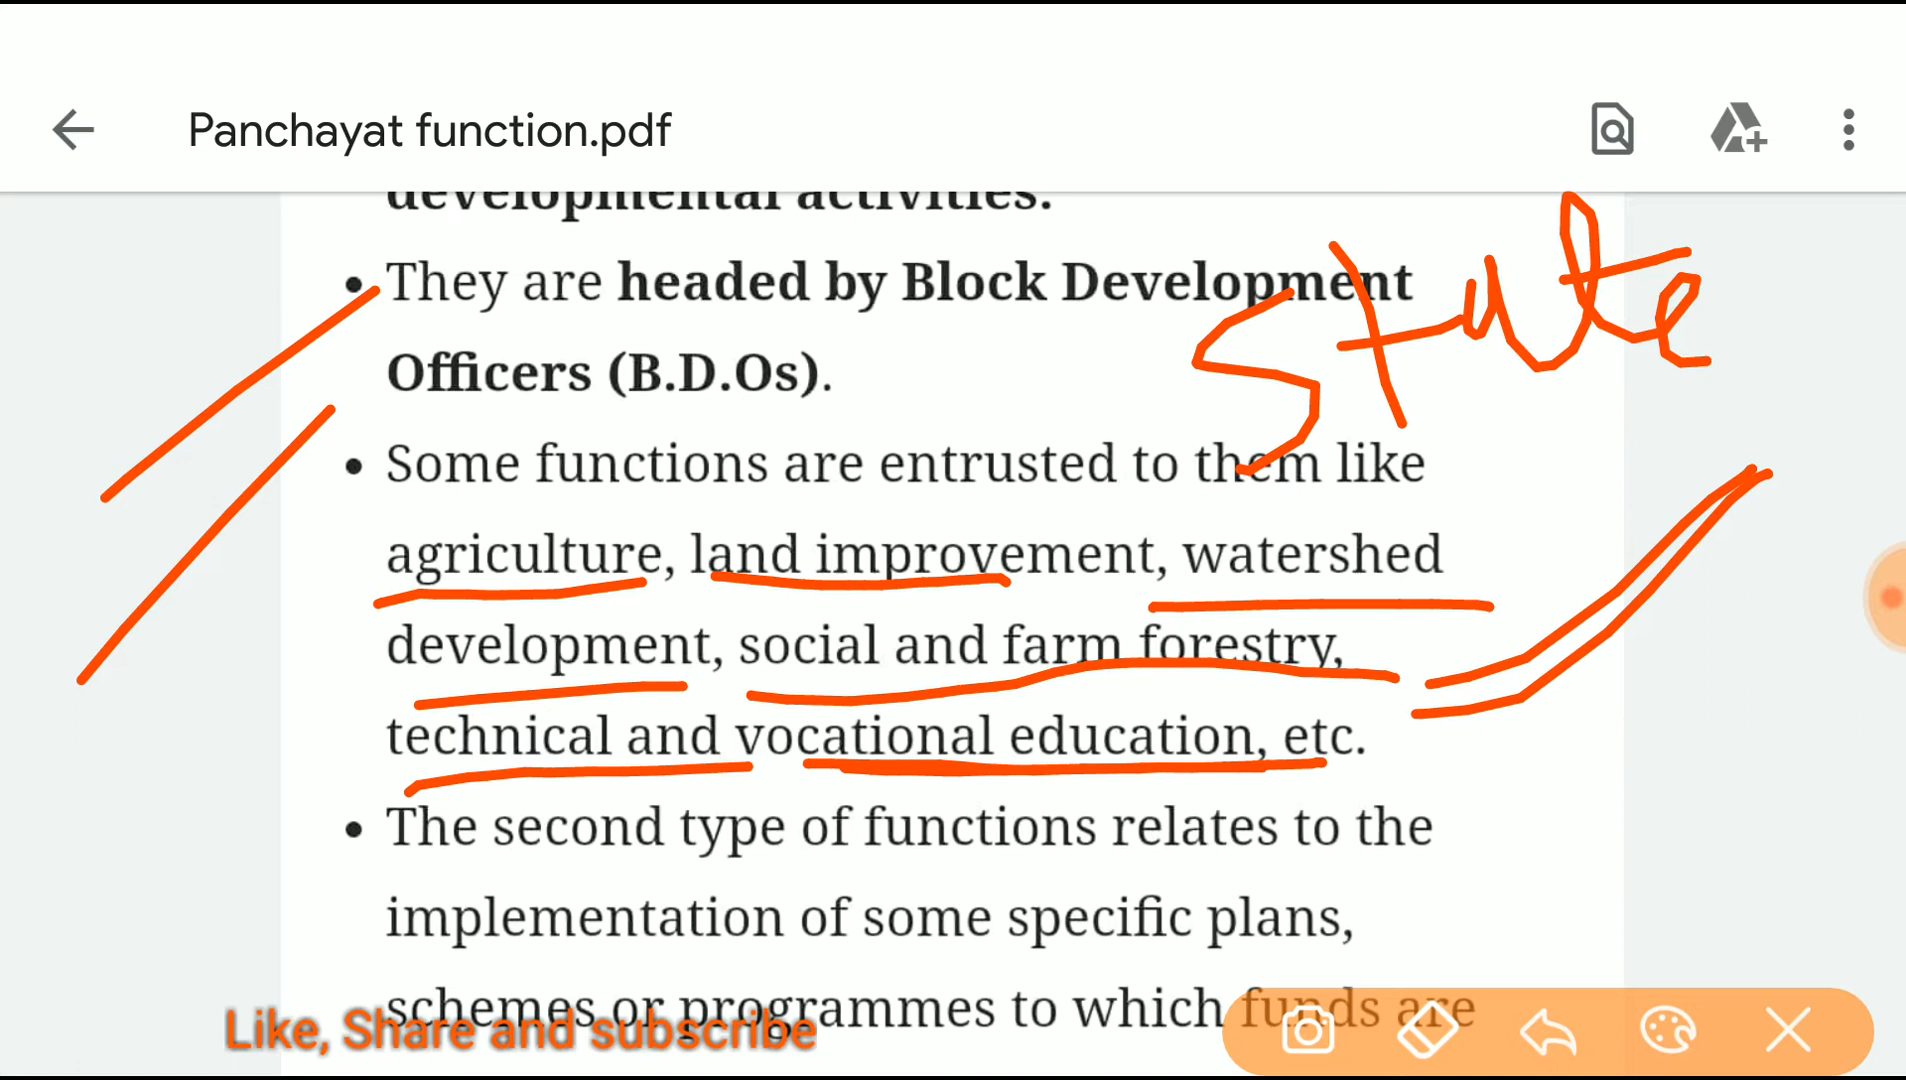 Panchayat function.pdf
developmental activities.
• They are headed by Block Development
Officers (B.D.Os).
State
• Some functions are entrusted to them like
agriculture, land improvement, watershed
development, social and farm forestry,
technical and vocational education, etc.
• The second type of functions relates to the
implementation of some specific plans,
schemes or programmes to which funds are
Like, Share and subscribe